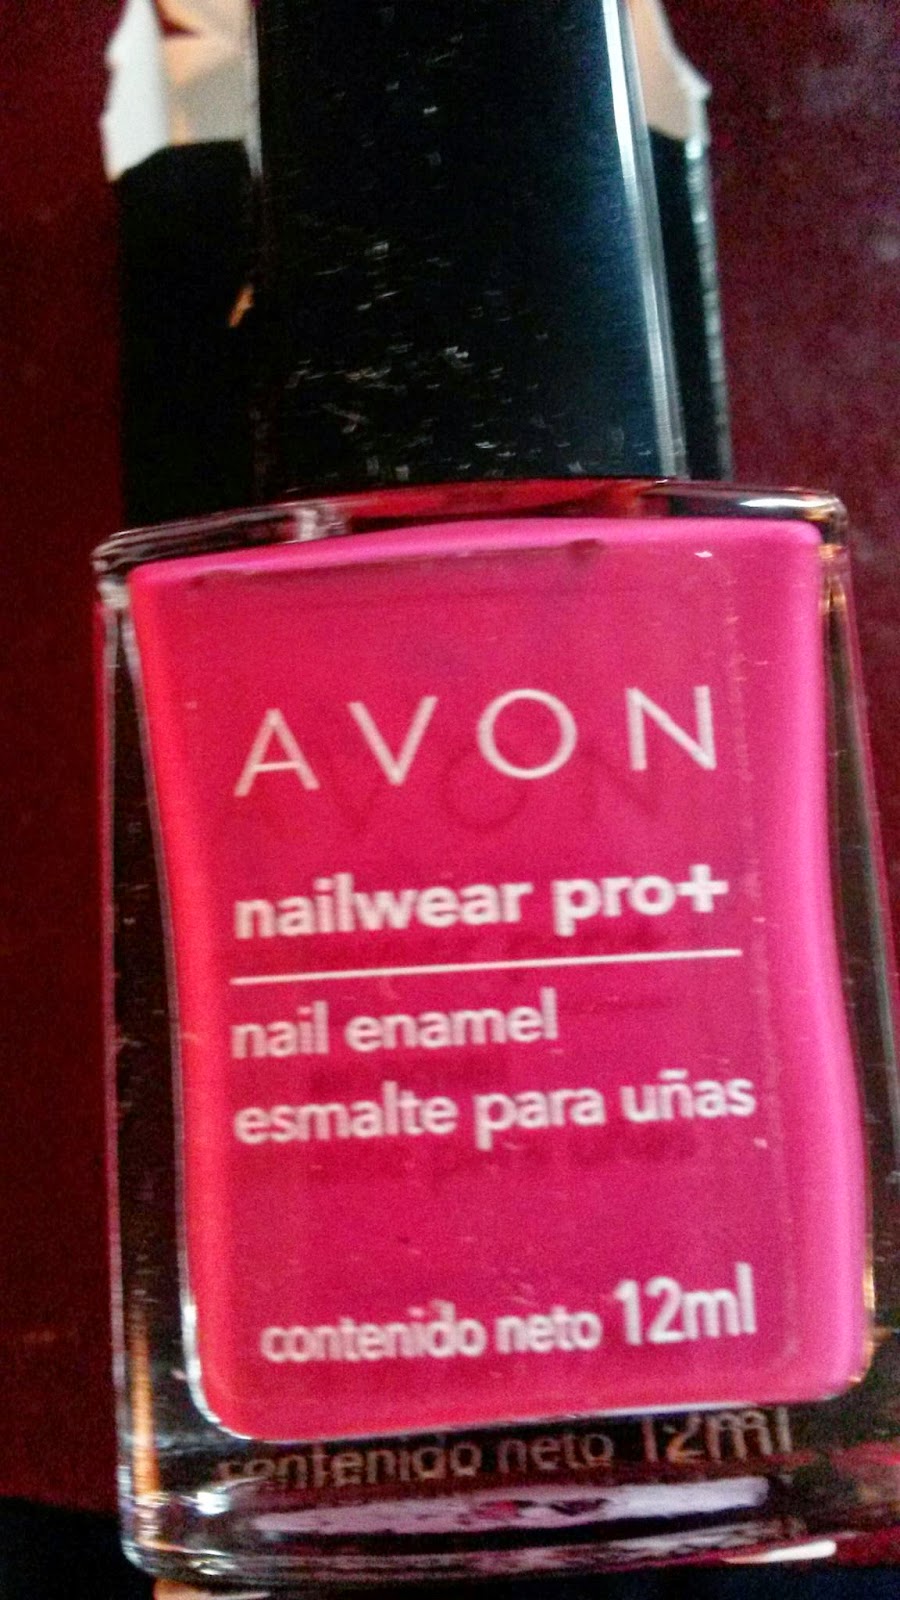 AVON
nailwear pro+
nail enamel
esmalte para uñas
contenido neto 12ml